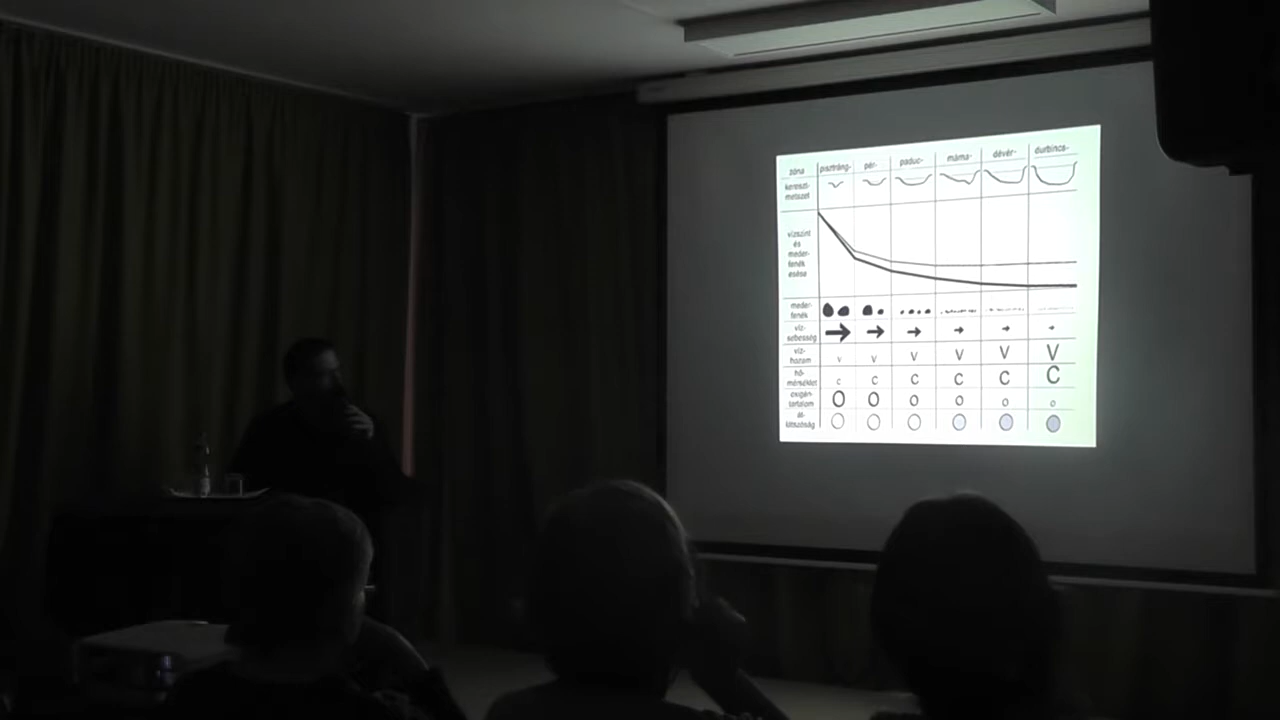 zóna pisztráng- pér- paduc- márna- dévér- durbincs-
kereszt-
metszet
vízszint
és
meder-
fenék
esése
meder-
fenék
víz-
sebesség
víz-
hozam v v V V V V
hő-
mérséklet c c C C C C
oxigén-
tartalom O O O O O O
át-
látszóság